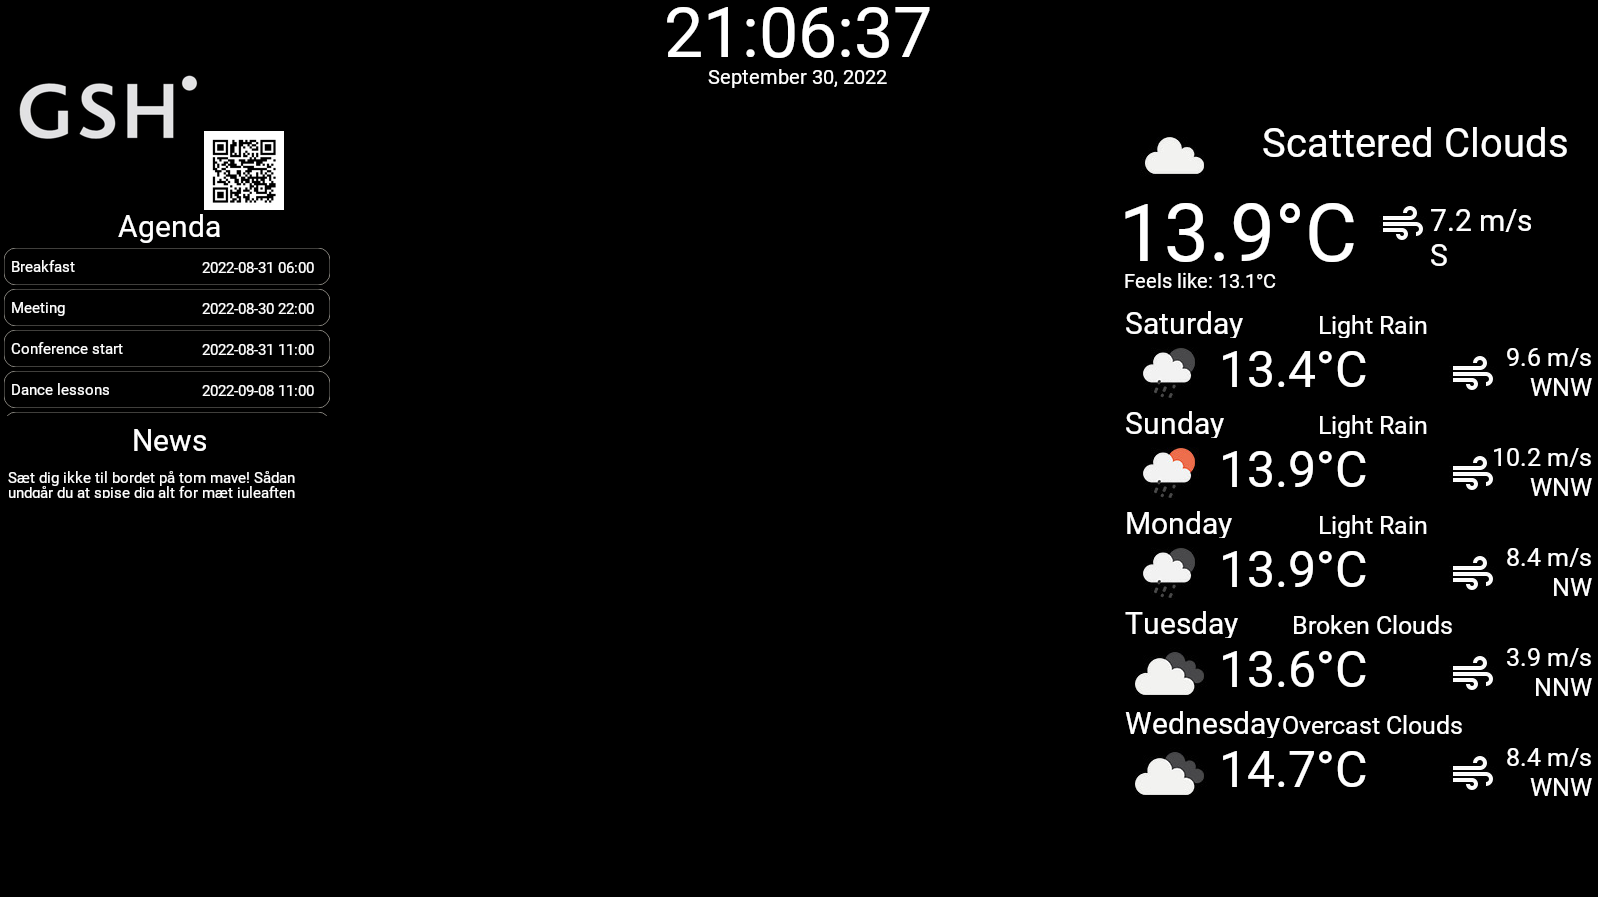 21:06:37
September 30, 2022
GSH
Agenda
Breakfast 2022-08-31 06:00
Meeting 2022-08-30 22:00
Conference start 2022-08-31 11:00
Dance lessons 2022-09-08 11:00
News
Sæt dig ikke til bordet på tom mave! Sådan
undgår du at spise dig alt for mæt juleaften
Scattered Clouds
13.9°C 7.2 m/s
S
Feels like: 13.1°C
Saturday Light Rain
13.4°C 9.6 m/s
WNW
Sunday Light Rain
13.9°C 10.2 m/s
WNW
Monday Light Rain
13.9°C 8.4 m/s
NW
Tuesday Broken Clouds
13.6°C 3.9 m/s
NNW
Wednesday Overcast Clouds
14.7°C 8.4 m/s
WNW